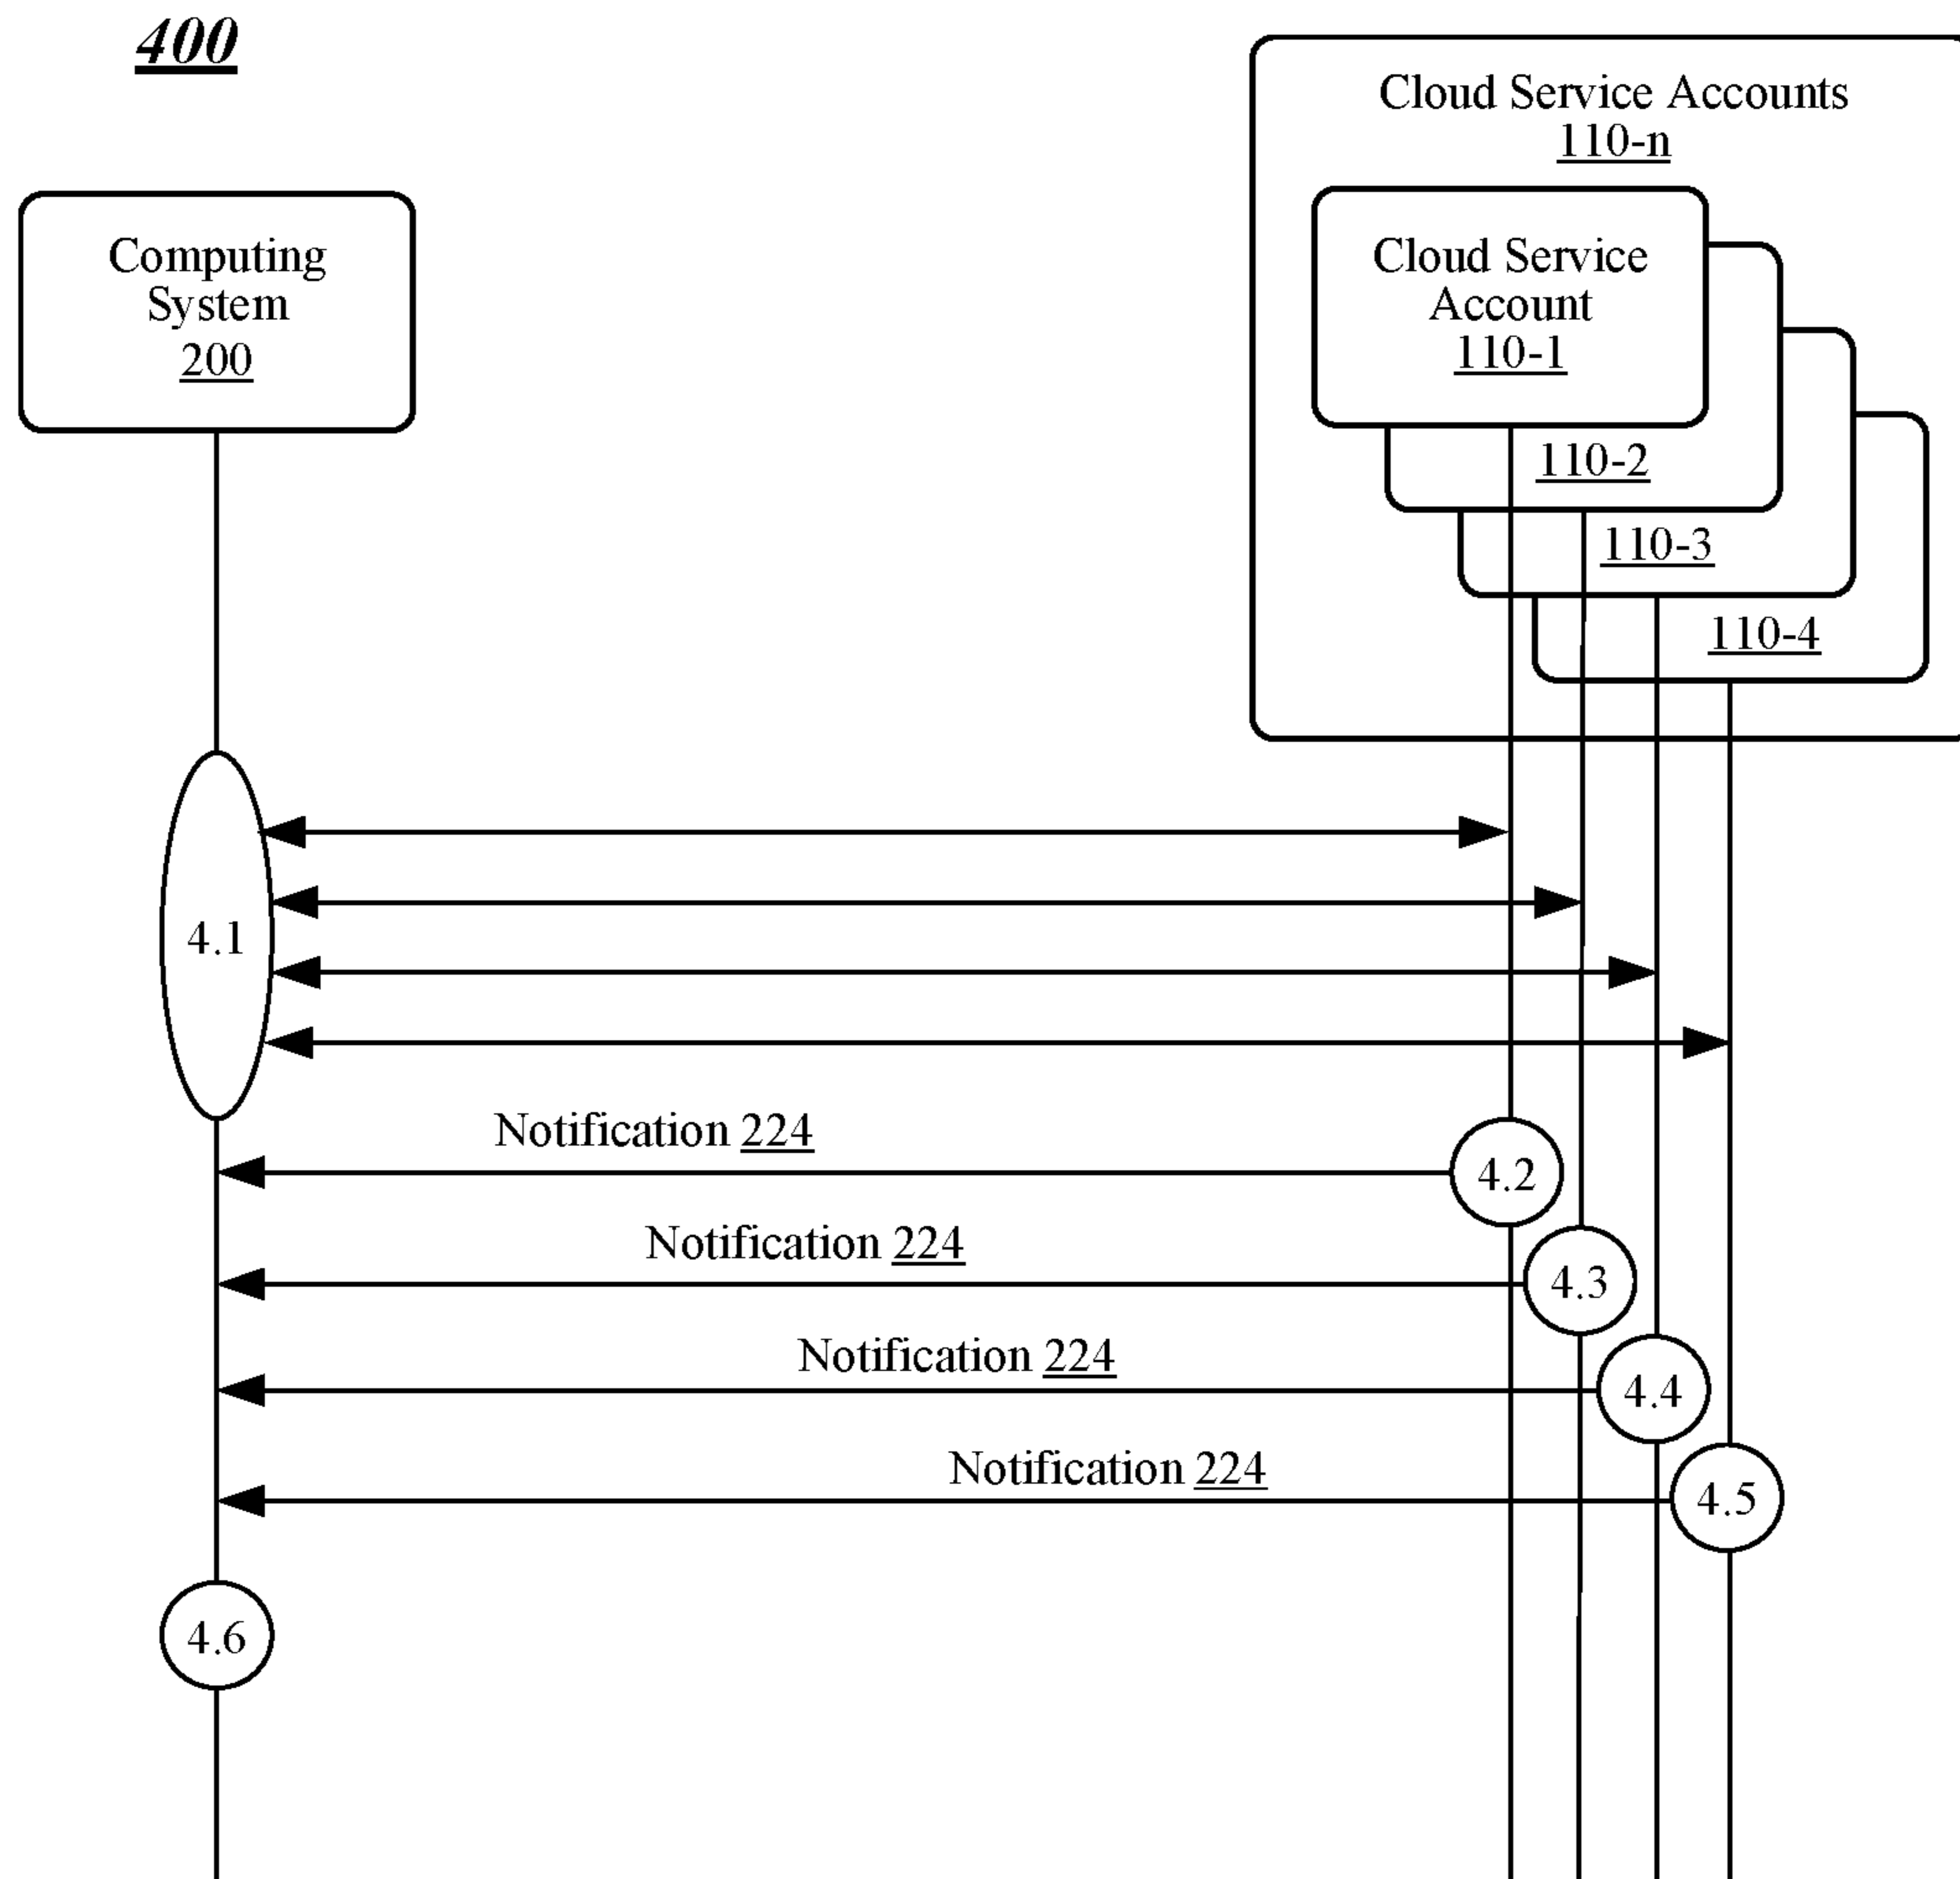 400
Cloud Service Accounts
110-n
Computing
System
200
Cloud Service
Account
110-1
110-2
110-3
110-4
4.1
Notification 224
4.2
Notification 224
4.3
Notification 224
4.4
Notification 224
4.5
4.6